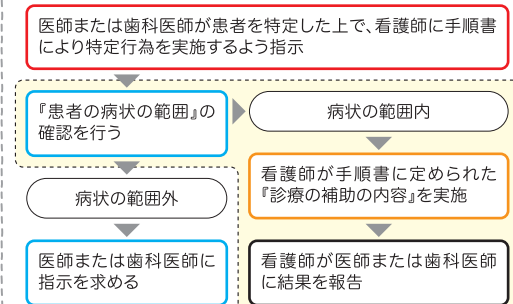 医師または歯科医師が患者を特定した上で、看護師に手順書
により特定行為を実施するよう指示
『患者の病状の範囲』の
確認を行う
病状の範囲内
看護師が手順書に定められた
『診療の補助の内容』を実施
病状の範囲外
医師または歯科医師に
指示を求める
看護師が医師または歯科医師
に結果を報告